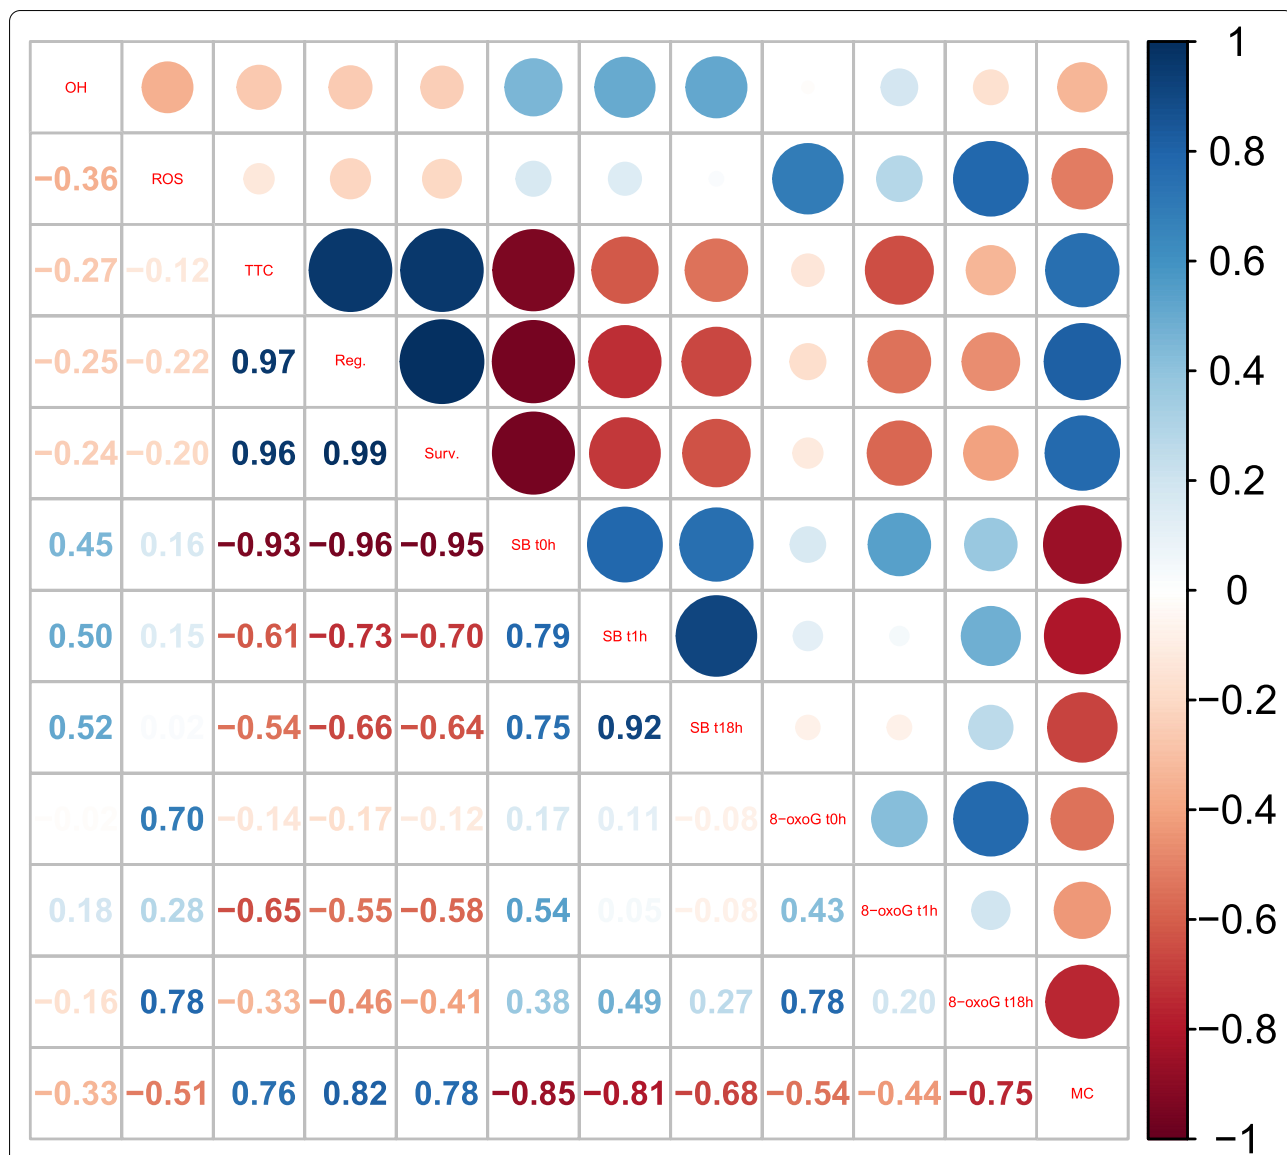 OH
−0.36 ROS
−0.27 −0.12 TTC
−0.25 −0.22 0.97 Reg.
−0.24 −0.20 0.96 0.99 Surv.
0.45 0.16 −0.93 −0.96 −0.95 SB t0h
0.50 0.15 −0.61 −0.73 −0.70 0.79 SB t1h
0.52 0.02 −0.54 −0.66 −0.64 0.75 0.92 SB t18h
−0.02 0.70 −0.14 −0.17 −0.12 0.17 0.11 −0.08 8−oxoG t0h
0.18 0.28 −0.65 −0.55 −0.58 0.54 0.05 −0.08 0.43 8−oxoG t1h
−0.16 0.78 −0.33 −0.46 −0.41 0.38 0.49 0.27 0.78 0.20 8−oxoG t18h
−0.33 −0.51 0.76 0.82 0.78 −0.85 −0.81 −0.68 −0.54 −0.44 −0.75 MC
1
0.8
0.6
0.4
0.2
0
−0.2
−0.4
−0.6
−0.8
−1